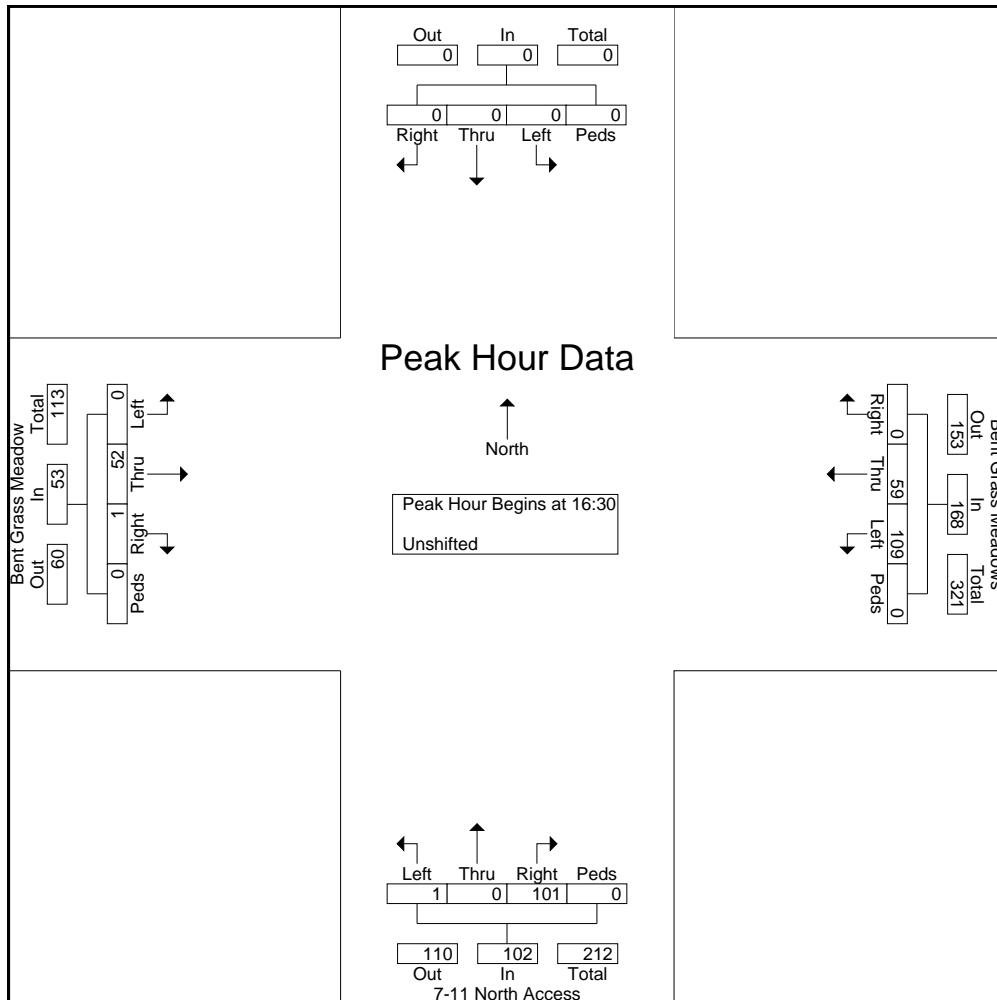 Out In Total
0 0 0
0 0 0 0
Right Thru Left Peds
Peak Hour Data
North
Peak Hour Begins at 16:30
Unshifted
Bent Grass Meadow
Out In Total
60 53 113
Peds Right Thru Left
0 1 52 0
Bent Grass Meadows
Out In Total
153 168 321
0 59 109 0
Right Thru Left Peds
Left Thru Right Peds
1 0 101 0
110 102 212
Out In Total
7-11 North Access